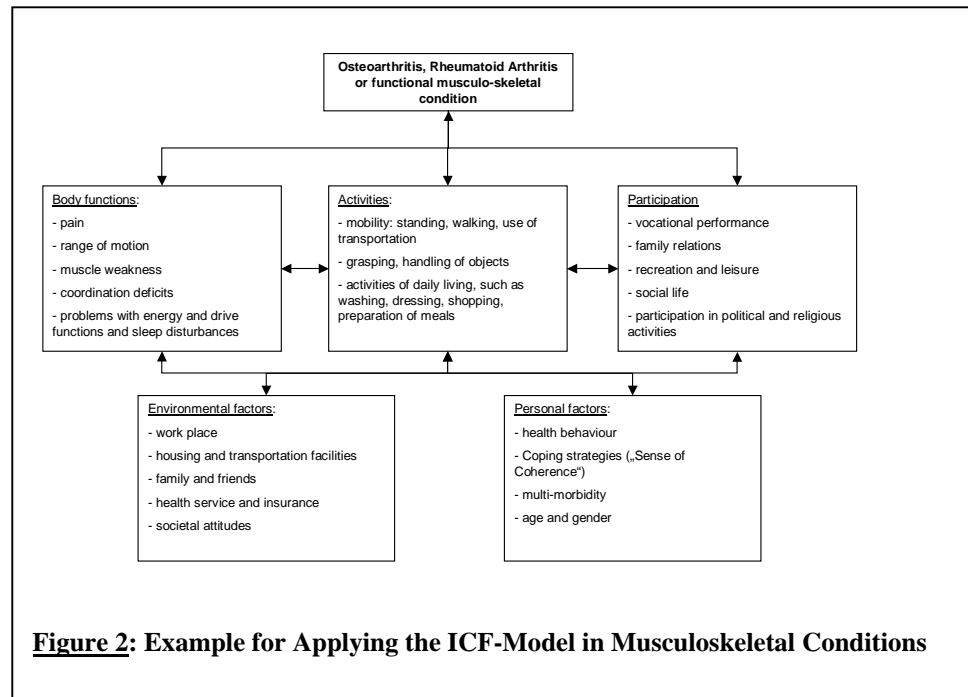 Osteoarthritis, Rheumatoid Arthritis
or functional musculo-skeletal
condition
Body functions:
- pain
- range of motion
- muscle weakness
- coordination deficits
- problems with energy and drive
functions and sleep disturbances
Activities:
- mobility: standing, walking, use of
transportation
- grasping, handling of objects
- activities of daily living, such as
washing, dressing, shopping,
preparation of meals
Participation
- vocational performance
- family relations
- recreation and leisure
- social life
- participation in political and religious
activities
Environmental factors:
- work place
- housing and transportation facilities
- family and friends
- health service and insurance
- societal attitudes
Personal factors:
- health behaviour
- Coping strategies („Sense of
Coherence“)
- multi-morbidity
- age and gender
Figure 2: Example for Applying the ICF-Model in Musculoskeletal Conditions